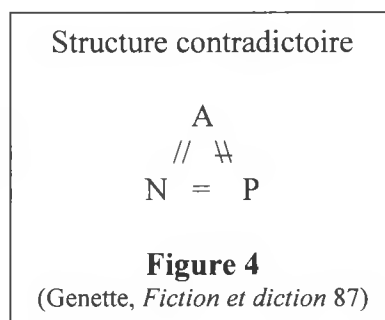 Structure contradictoire
A
// ≠
N = P
Figure 4
(Genette, Fiction et diction 87)